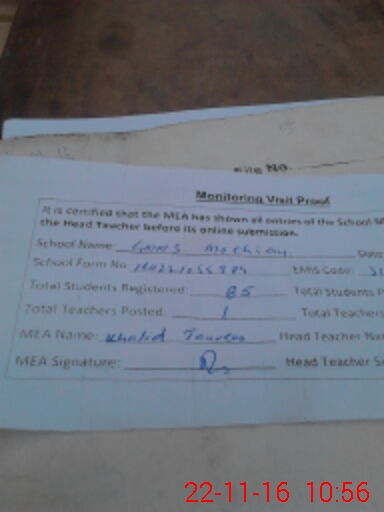 File No.
Monitoring Visit Proof
It is certified that the MEA has shown all entries of the School
the Head Teacher before its online submission.
School Name Date
School Form No EMIS Code:
Total Students Registered 85 Total Students P
Total Teachers Posted 1 Total Teachers
MEA Name: Khalid Head Teacher Na
MEA Signature: Head Teacher S
22-11-16 10:56